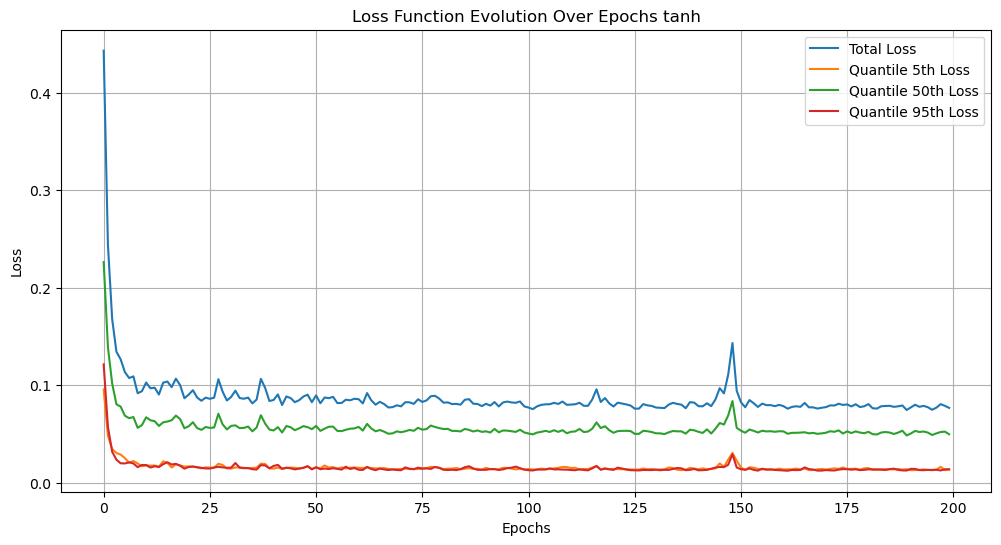 Loss Function Evolution Over Epochs tanh
Total Loss
Quantile 5th Loss
Quantile 50th Loss
Quantile 95th Loss
Loss
0.4
0.3
0.2
0.1
0.0
0 25 50 75 100 125 150 175 200
Epochs